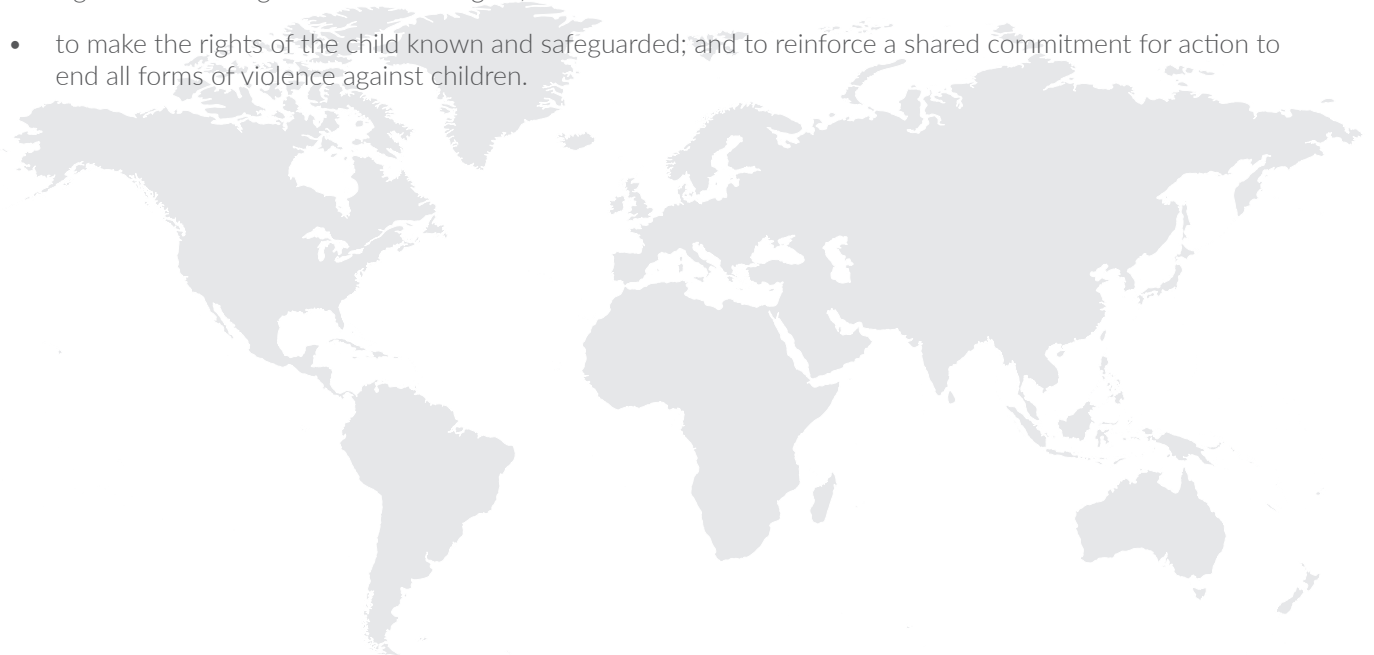 • to make the rights of the child known and safeguarded; and to reinforce a shared commitment for action to
end all forms of violence against children.